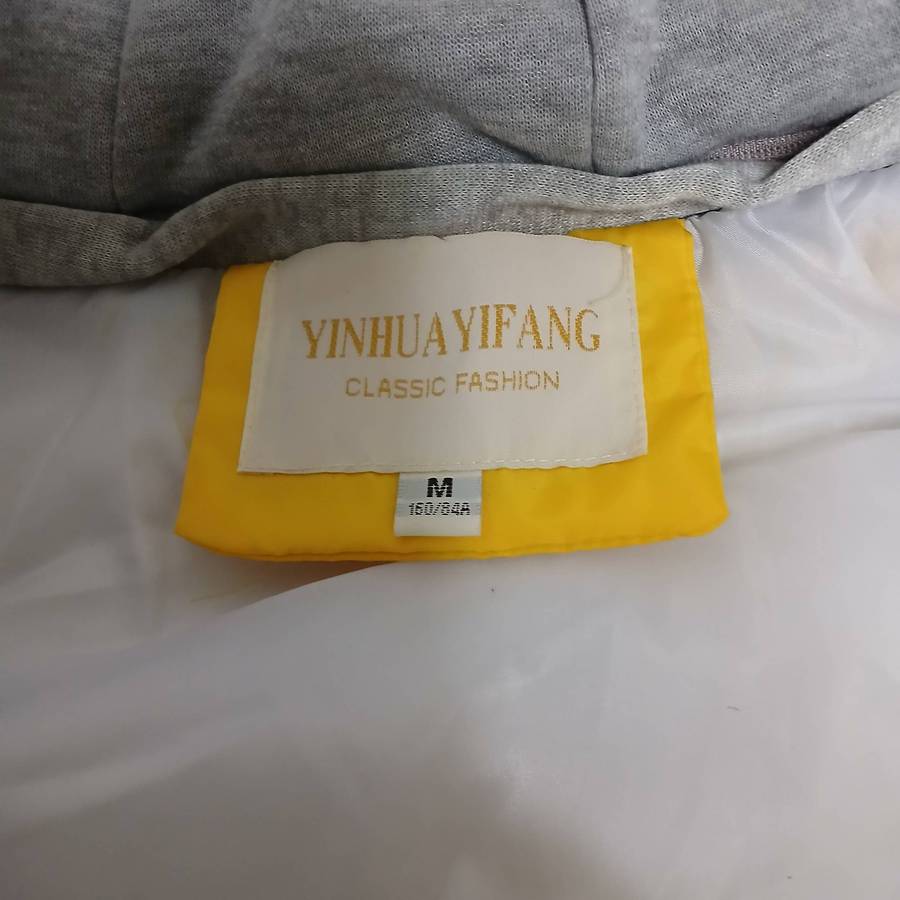 YINHUAYIFANG
CLASSIC FASHION
M
160/84A